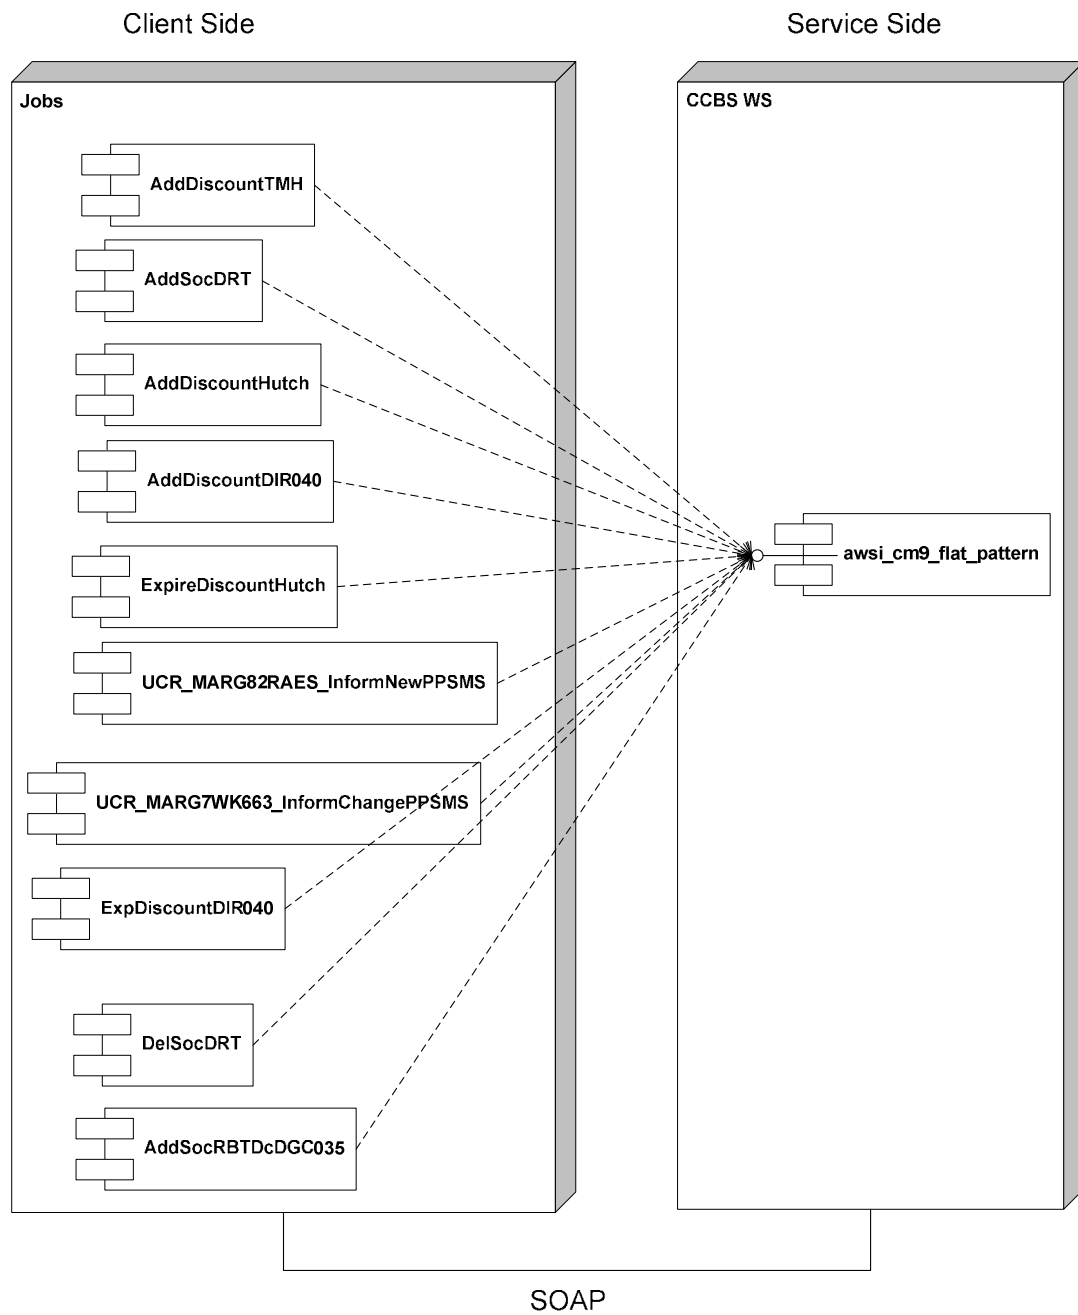 Client Side
Service Side
Jobs
CCBS WS
AddDiscountTMH
AddSocDRT
AddDiscountHutch
AddDiscountDIR040
awsi_cm9_flat_pattern
ExpireDiscountHutch
UCR_MARG82RAES_InformNewPPSMS
UCR_MARG7WK663_InformChangePPSMS
ExpDiscountDIR040
DelSocDRT
AddSocRBTDcDGC035
SOAP